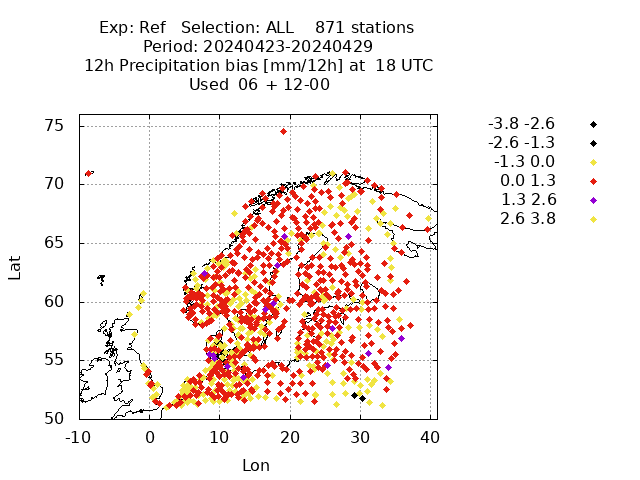 Exp: Ref   Selection: ALL    871 stations
Period: 20240423-20240429
12h Precipitation bias [mm/12h] at  18 UTC
Used  06 + 12-00
-3.8 -2.6
-2.6 -1.3
-1.3 0.0
0.0 1.3
1.3 2.6
2.6 3.8
75
70
65
60
55
50
Lat
-10 0 10 20 30 40
Lon